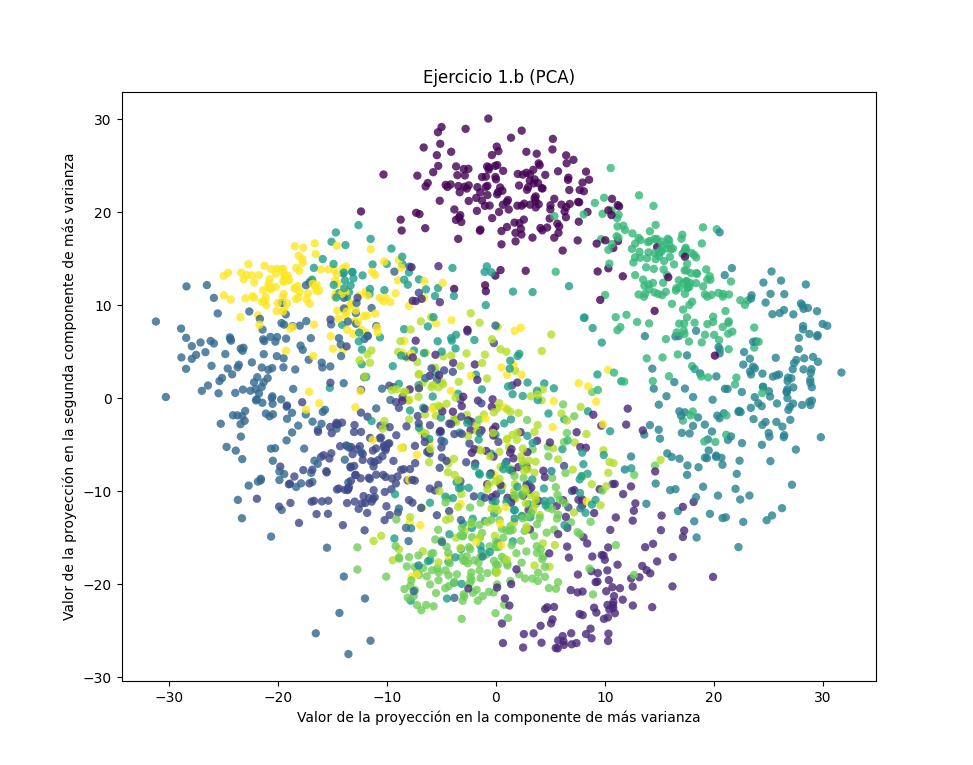 Ejercicio 1.b (PCA)
Valor de la proyección en la segunda componente de más varianza
30
20
10
0
−10
−20
−30
−30 −20 −10 0 10 20 30
Valor de la proyección en la componente de más varianza